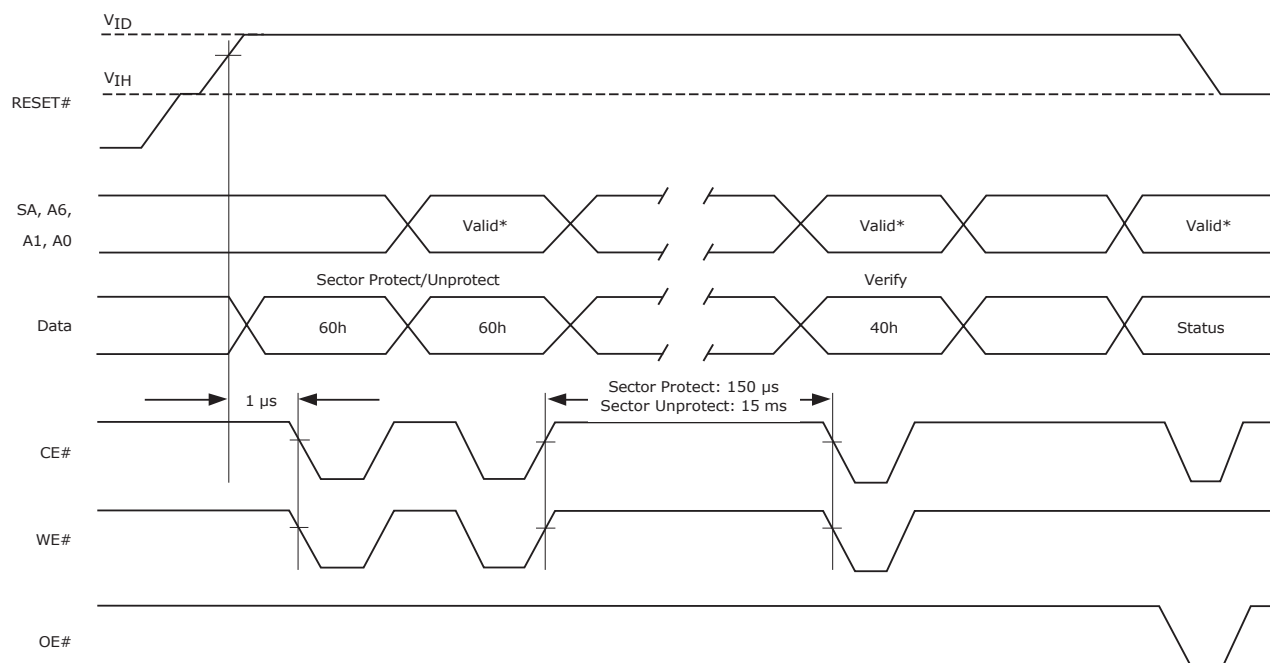 VID
VIH
RESET#
SA, A6,
A1, A0
Valid*
Valid*
Valid*
Sector Protect/Unprotect
Verify
Data
60h
60h
40h
Status
1 µs
Sector Protect: 150 µs
Sector Unprotect: 15 ms
CE#
WE#
OE#